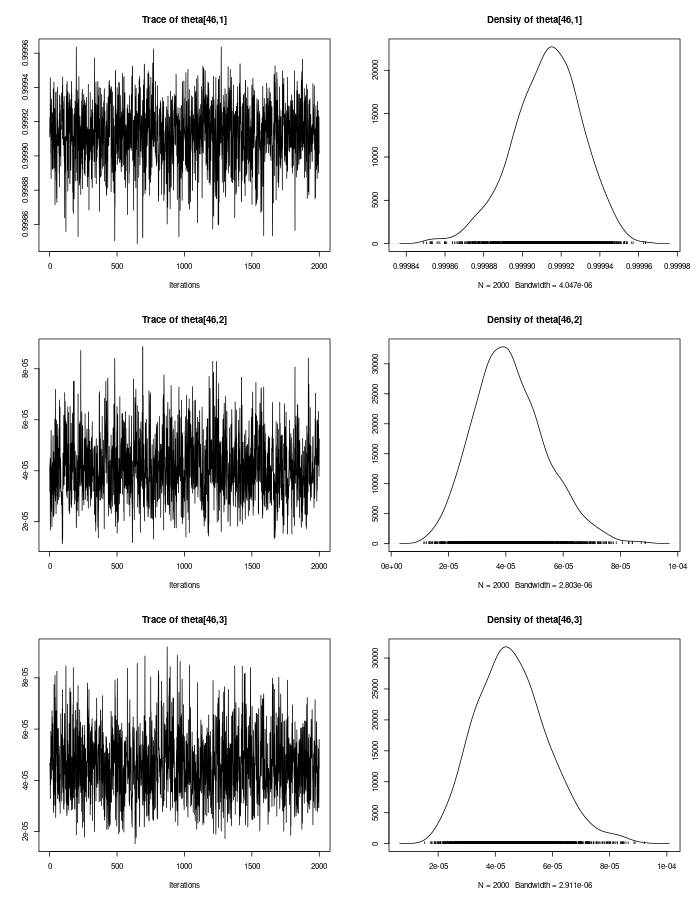 Trace of theta[46,1]
0.99986 0.99988 0.99990 0.99992 0.99994 0.99996
0 500 1000 1500 2000
Iterations
Density of theta[46,1]
0 5000 10000 15000 20000
0.99984 0.99986 0.99988 0.99990 0.99992 0.99994 0.99996 0.99998
N = 2000 Bandwidth = 4.047e-06
Trace of theta[46,2]
2e-05 4e-05 6e-05 8e-05
0 500 1000 1500 2000
Iterations
Density of theta[46,2]
0 5000 10000 15000 20000 25000 30000
0e+00 2e-05 4e-05 6e-05 8e-05 1e-04
N = 2000 Bandwidth = 2.803e-06
Trace of theta[46,3]
2e-05 4e-05 6e-05 8e-05
0 500 1000 1500 2000
Iterations
Density of theta[46,3]
0 5000 10000 15000 20000 25000 30000
2e-05 4e-05 6e-05 8e-05 1e-04
N = 2000 Bandwidth = 2.911e-06